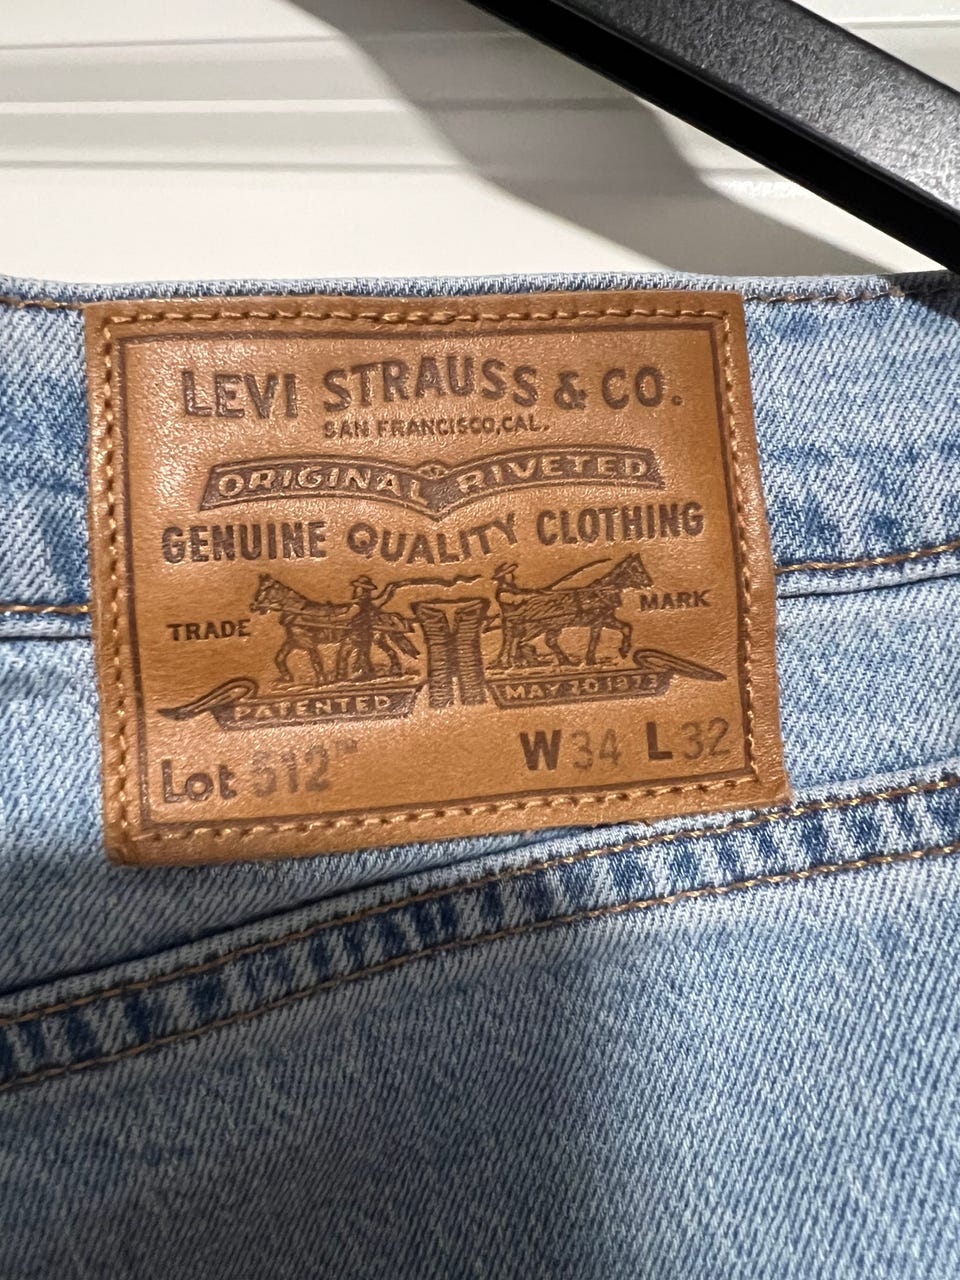 LEVI STRAUSS & CO.
SAN FRANCISCO, CAL.
ORIGINAL RIVETED
GENUINE QUALITY CLOTHING
TRADE MARK
PATENTED MAY 20 1873
Lot 512™ W34 L32